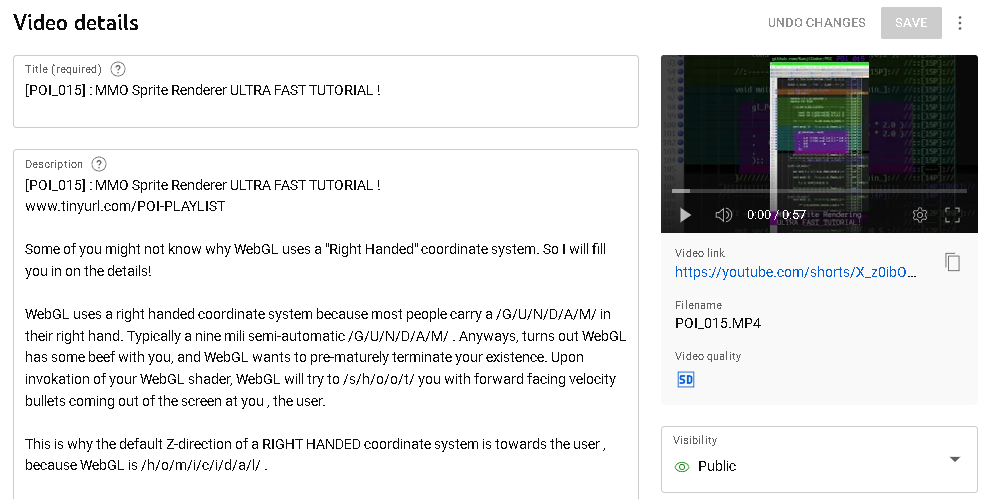 Video details
UNDO CHANGES
SAVE
Title (required)
[POI_015] : MMO Sprite Renderer ULTRA FAST TUTORIAL !
Description
[POI_015] : MMO Sprite Renderer ULTRA FAST TUTORIAL !
www.tinyurl.com/POI-PLAYLIST
Some of you might not know why WebGL uses a "Right Handed" coordinate system. So I will fill
you in on the details!
WebGL uses a right handed coordinate system because most people carry a /G/U/N/D/A/M/ in
their right hand. Typically a nine mili semi-automatic /G/U/N/D/A/M/ . Anyways, turns out WebGL
has some beef with you, and WebGL wants to pre-maturely terminate your existence. Upon
invokation of your WebGL shader, WebGL will try to /s/h/o/o/t/ you with forward facing velocity
bullets coming out of the screen at you , the user.
This is why the default Z-direction of a RIGHT HANDED coordinate system is towards the user ,
because WebGL is /h/o/m/i/c/i/d/a/l/ .
POI_015
void
0:00 / 0:57
Sprite Rendering
ULTRA FAST TUTORIAL!
Video link
https://youtube.com/shorts/X_z0ibO...
Filename
POI_015.MP4
Video quality
SD
Visibility
Public